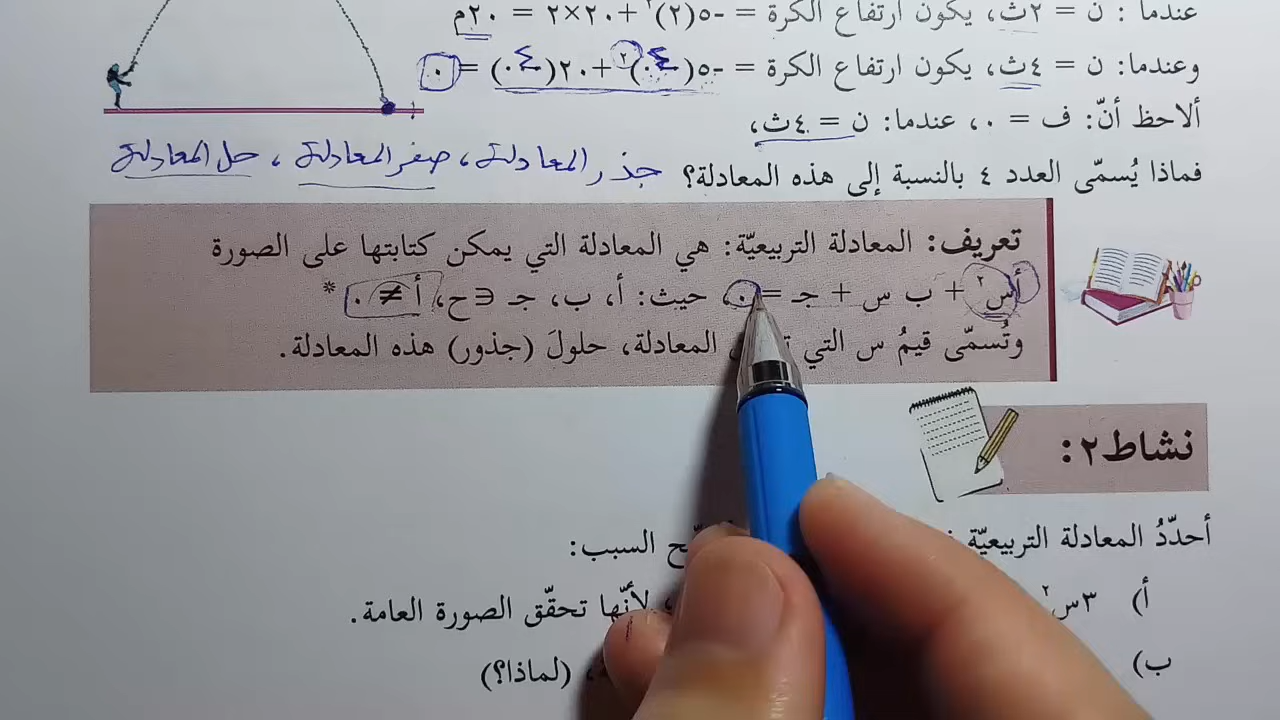 عندما : ن = ٢ث، يكون ارتفاع الكرة = -٥(٢)٢ + ٢٠×٢ = ٢٠م
وعندما: ن = ٤ث، يكون ارتفاع الكرة = -٥(٤)٢ + ٢٠(٤) = ٠
ألاحظ أنّ: ف = ٠، عندما: ن = ٤ث،
فماذا يُسمّى العدد ٤ بالنسبة إلى هذه المعادلة؟ جذر المعادلة، صفر المعادلة، حل المعادلة
تعريف: المعادلة التربيعيّة: هي المعادلة التي يمكن كتابتها على الصورة
أس٢ + ب س + جـ = ٠، حيث: أ، ب، جـ ∈ ح، أ ≠ ٠ *
وتُسمّى قيمُ س التي المعادلة، حلولَ (جذور) هذه المعادلة.
نشاط٢:
أحدّدُ المعادلة التربيعيّة السبب:
أ) ٣س٢ لأنّها تحقّق الصورة العامة.
ب) (لماذا؟)